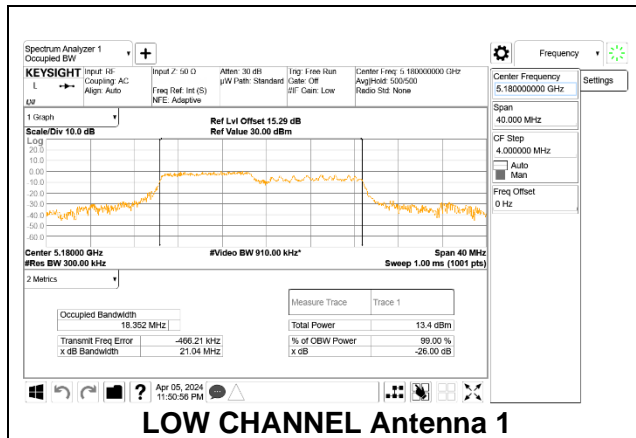 Spectrum Analyzer 1
Occupied BW
+
Frequency
KEYSIGHT
Input: RF
Coupling: AC
Align: Auto
Input Z: 50 Ω
Freq Ref: Int (S)
NFE: Adaptive
Atten: 30 dB
µW Path: Standard
Trig: Free Run
Gate: Off
#IF Gain: Low
Center Freq: 5.180000000 GHz
Avg|Hold: 500/500
Radio Std: None
L
Center Frequency
5.180000000 GHz
Settings
Span
40.000 MHz
CF Step
4.000000 MHz
Auto
Man
Freq Offset
0 Hz
1 Graph
Ref Lvl Offset 15.29 dB
Scale/Div 10.0 dB
Ref Value 30.00 dBm
Log
20.0
10.0
0.00
-10.0
-20.0
-30.0
-40.0
-50.0
-60.0
Center 5.18000 GHz
#Video BW 910.00 kHz*
Span 40 MHz
#Res BW 300.00 kHz
Sweep 1.00 ms (1001 pts)
2 Metrics
Measure Trace
Trace 1
Occupied Bandwidth
18.352 MHz
Total Power
13.4 dBm
Transmit Freq Error
-466.21 kHz
% of OBW Power
99.00 %
x dB Bandwidth
21.04 MHz
x dB
-26.00 dB
?
Apr 05, 2024
11:50:56 PM
LOW CHANNEL Antenna 1